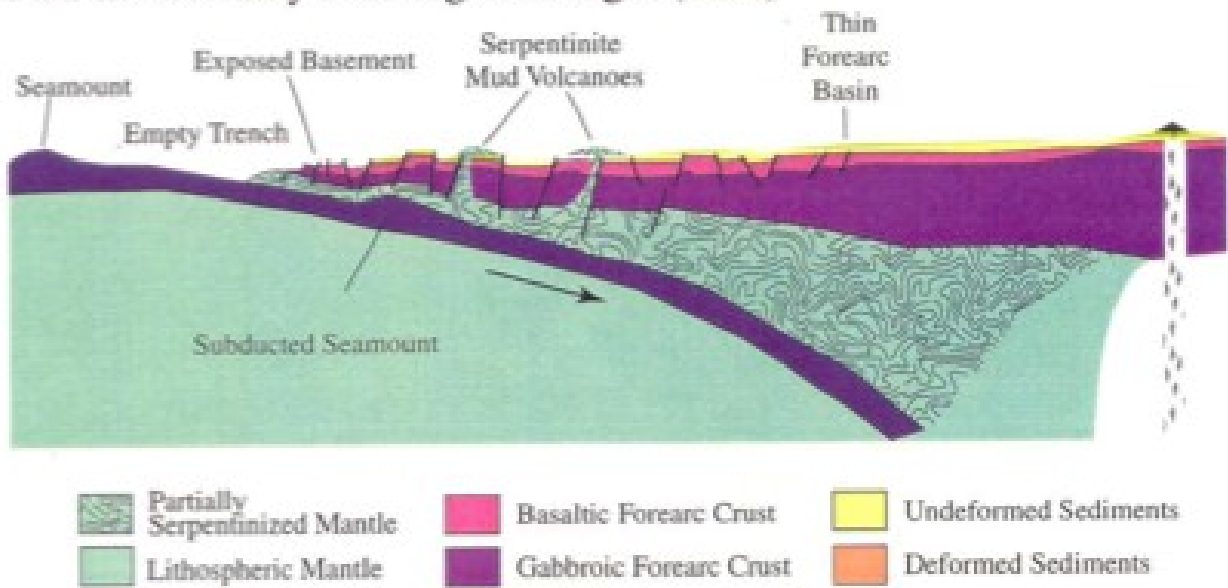 Thin
Forearc
Basin
Serpentinite
Mud Volcanoes
Exposed Basement
Seamount
Empty Trench
Subducted Seamount
Partially
Serpentinized Mantle
Lithospheric Mantle
Basaltic Forearc Crust
Gabbroic Forearc Crust
Undeformed Sediments
Deformed Sediments